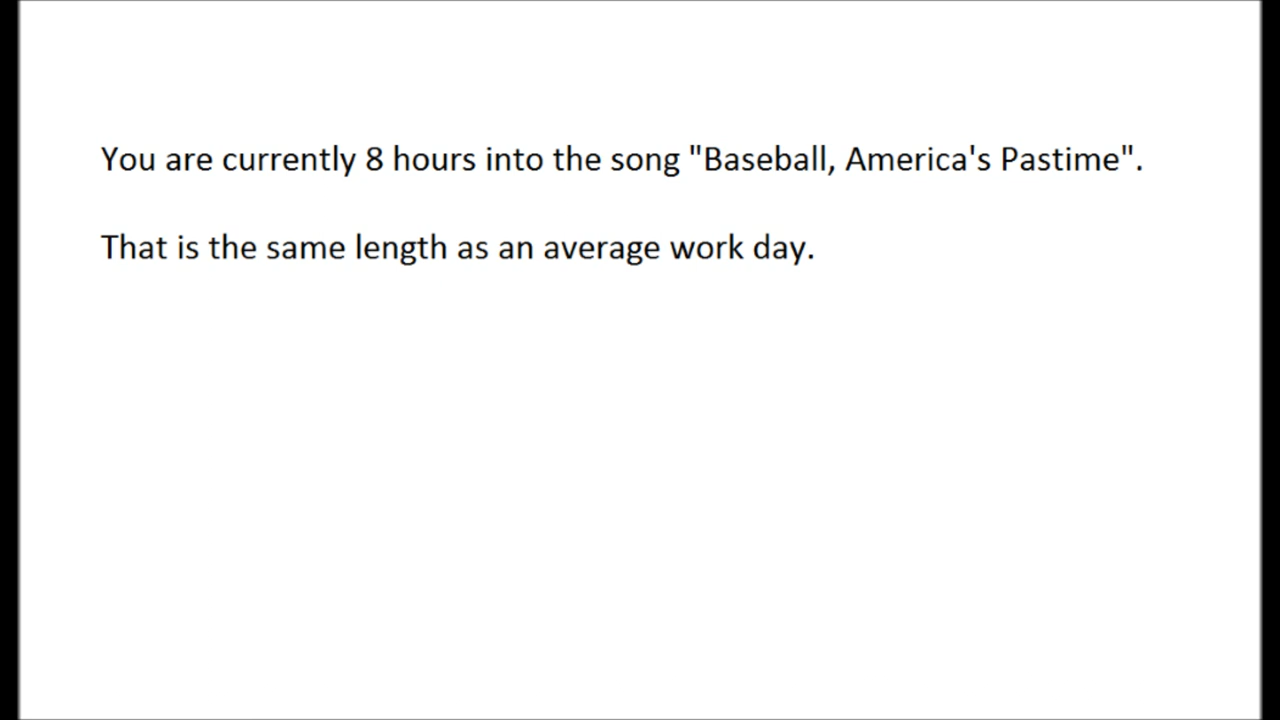 You are currently 8 hours into the song "Baseball, America's Pastime".
That is the same length as an average work day.